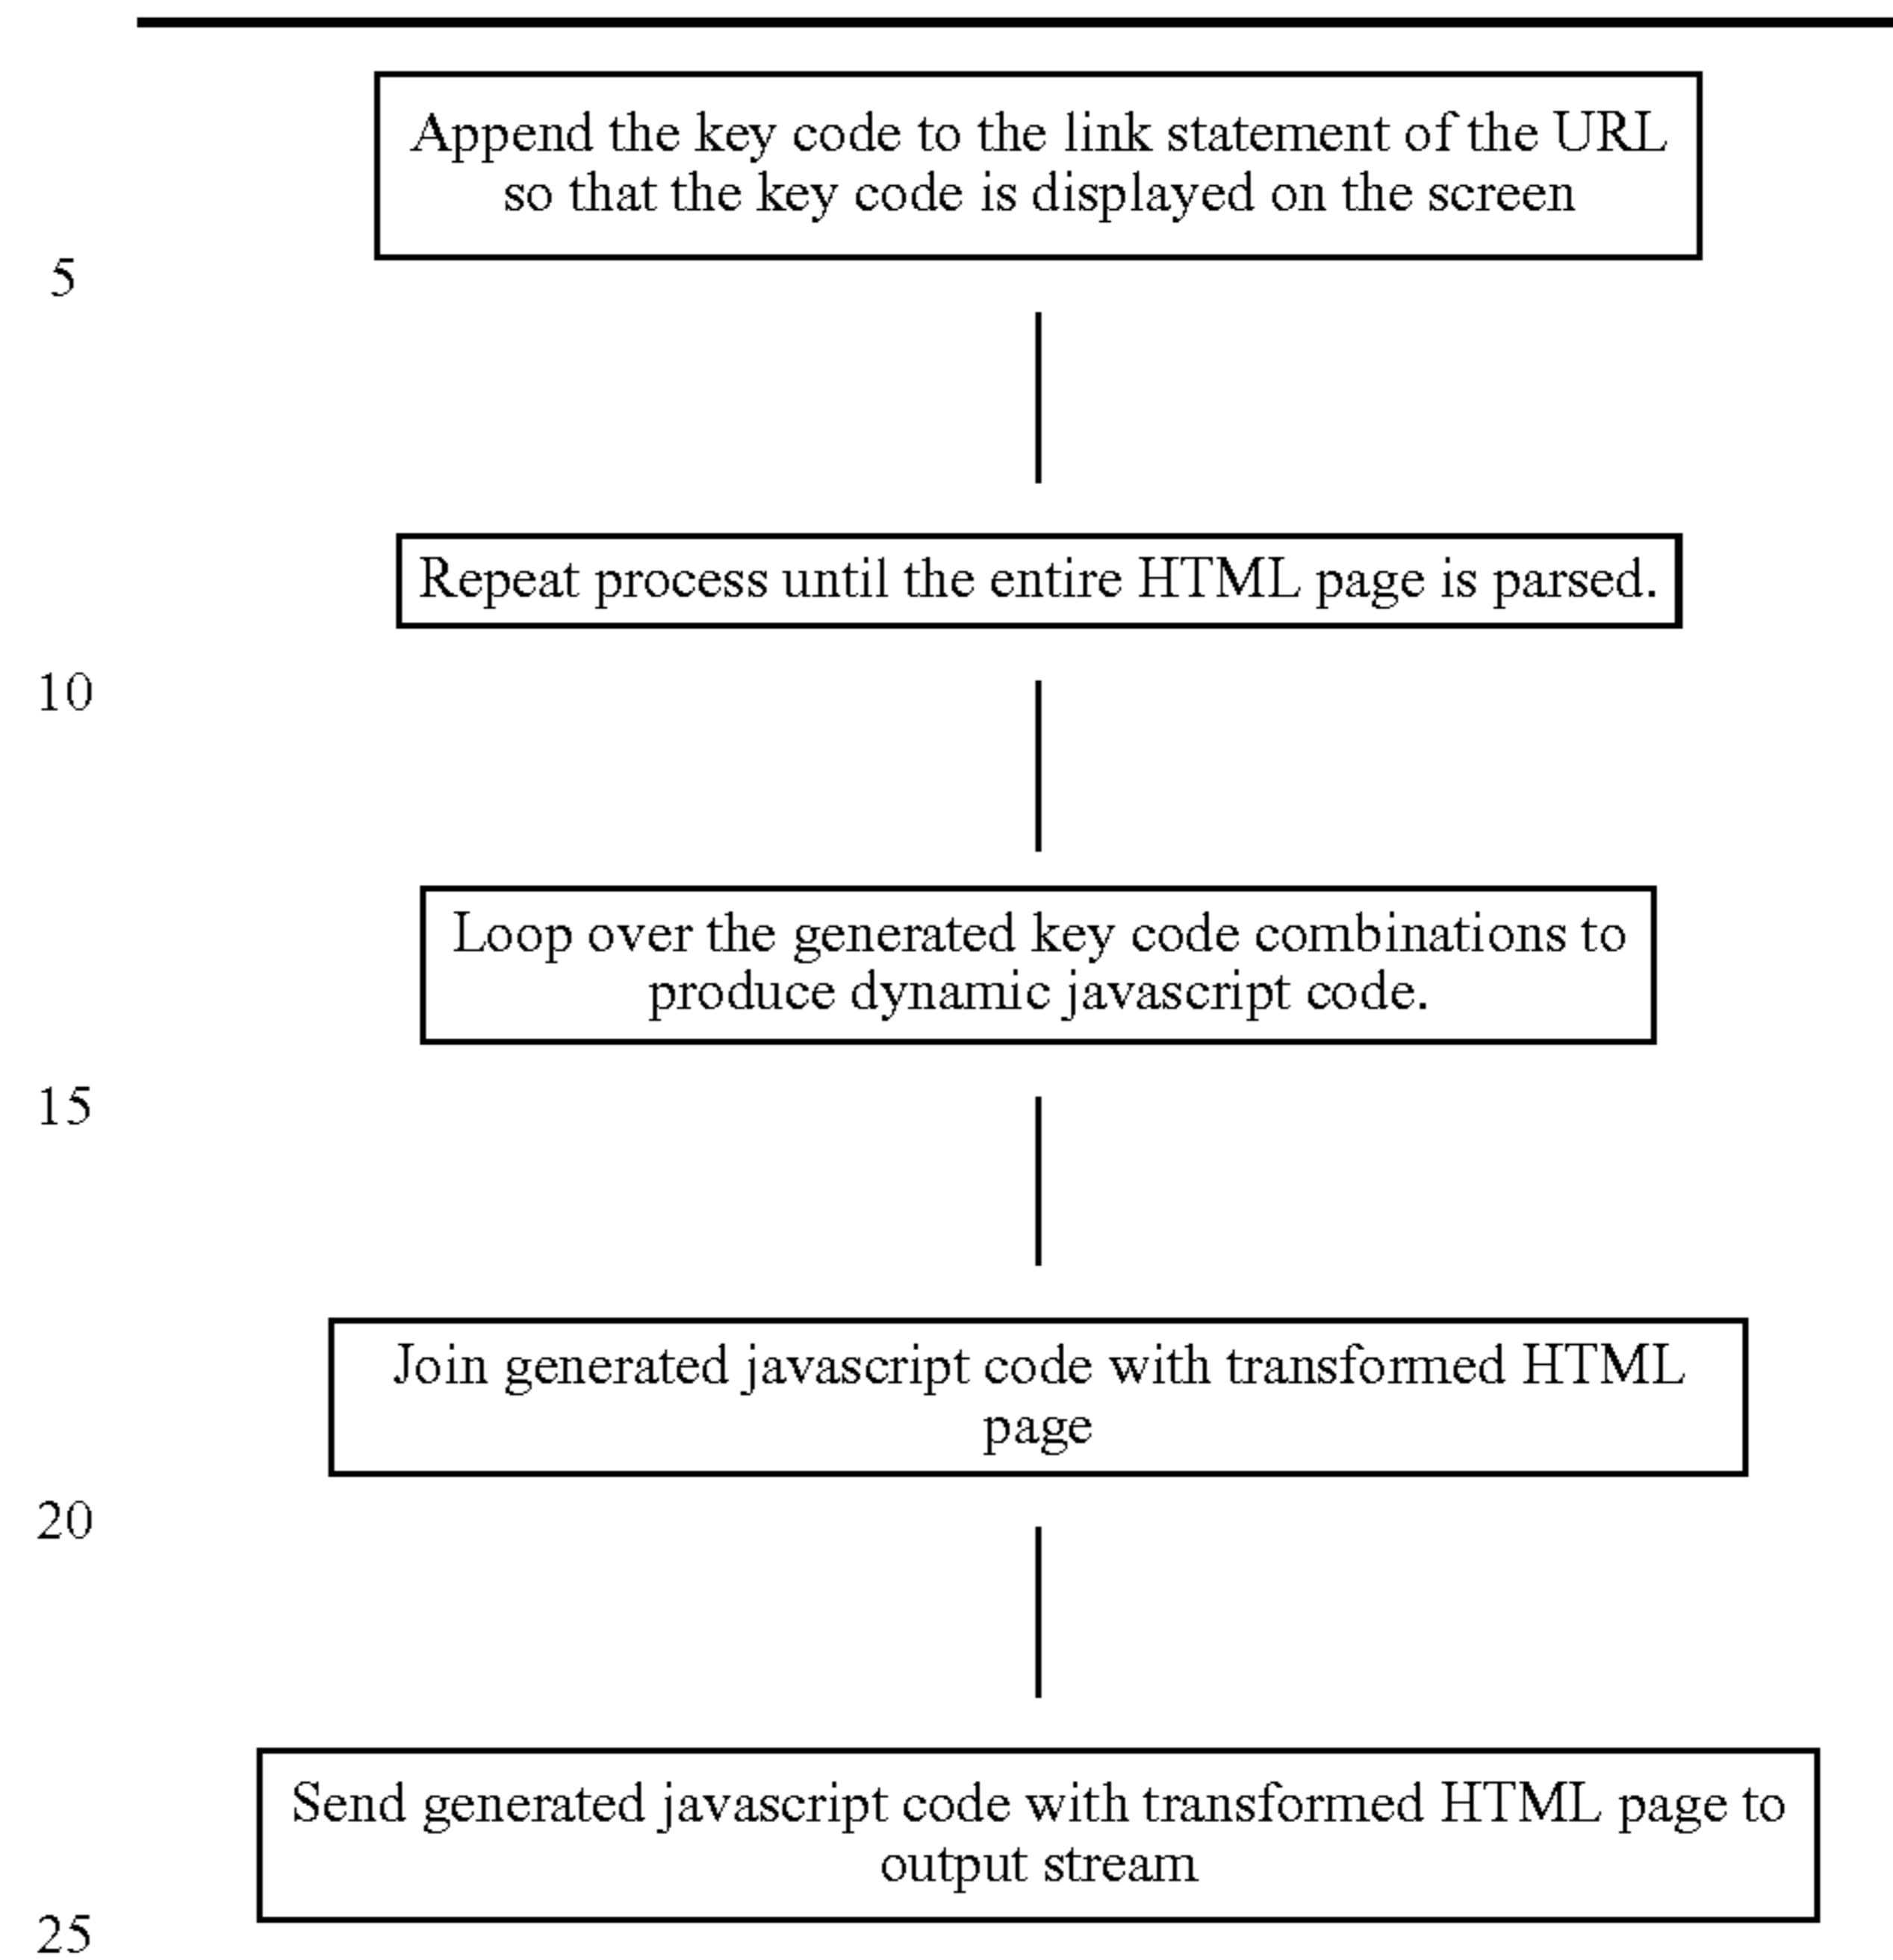 Append the key code to the link statement of the URL
so that the key code is displayed on the screen
5
Repeat process until the entire HTML page is parsed.
10
Loop over the generated key code combinations to
produce dynamic javascript code.
15
Join generated javascript code with transformed HTML
page
20
Send generated javascript code with transformed HTML page to
output stream
25